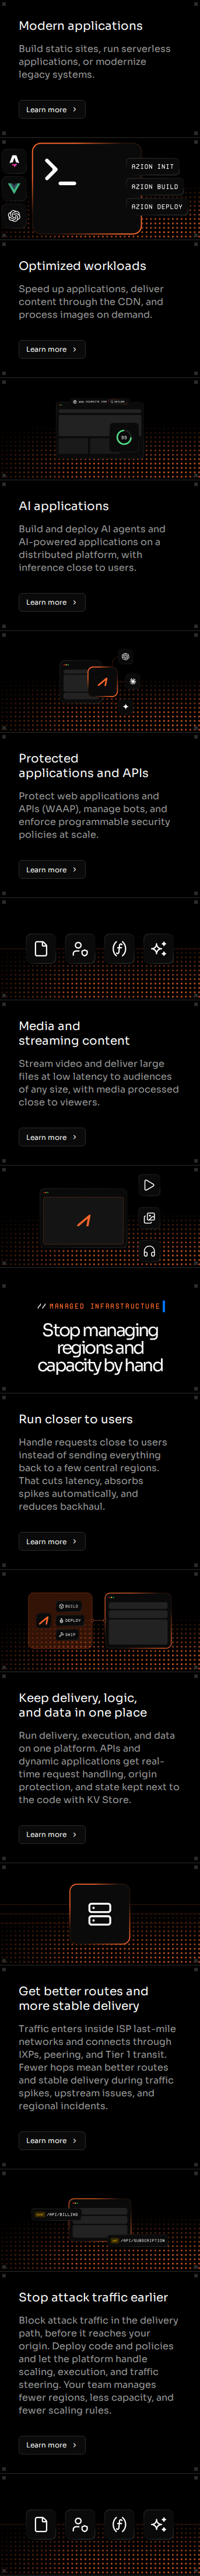 Modern applications
Build static sites, run serverless
applications, or modernize
legacy systems.
Learn more
AZION INIT
AZION BUILD
AZION DEPLOY
Optimized workloads
Speed up applications, deliver
content through the CDN, and
process images on demand.
Learn more
AI applications
Build and deploy AI agents and
AI-powered applications on a
distributed platform, with
inference close to users.
Learn more
Protected
applications and APIs
Protect web applications and
APIs (WAAP), manage bots, and
enforce programmable security
policies at scale.
Learn more
Media and
streaming content
Stream video and deliver large
files at low latency to audiences
of any size, with media processed
close to viewers.
Learn more
// MANAGED INFRASTRUCTURE
Stop managing
regions and
capacity by hand
Run closer to users
Handle requests close to users
instead of sending everything
back to a few central regions.
That cuts latency, absorbs
spikes automatically, and
reduces backhaul.
Learn more
BUILD
DEPLOY
SHIP
Keep delivery, logic,
and data in one place
Run delivery, execution, and data
on one platform. APIs and
dynamic applications get real-
time request handling, origin
protection, and state kept next to
the code with KV Store.
Learn more
Get better routes and
more stable delivery
Traffic enters inside ISP last-mile
networks and connects through
IXPs, peering, and Tier 1 transit.
Fewer hops mean better routes
and stable delivery during traffic
spikes, upstream issues, and
regional incidents.
Learn more
/API/BILLING
/API/SUBSCRIPTION
Stop attack traffic earlier
Block attack traffic in the delivery
path, before it reaches your
origin. Deploy code and policies
and let the platform handle
scaling, execution, and traffic
steering. Your team manages
fewer regions, less capacity, and
fewer scaling rules.
Learn more